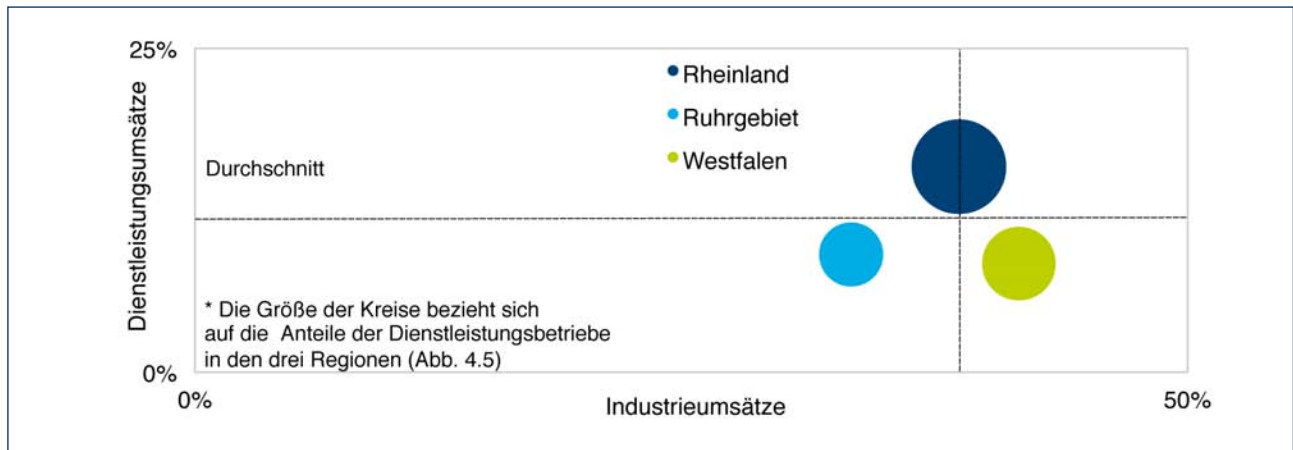 25%
Dienstleistungsumsätze
Rheinland
Ruhrgebiet
Westfalen
Durchschnitt
* Die Größe der Kreise bezieht sich
auf die Anteile der Dienstleistungsbetriebe
in den drei Regionen (Abb. 4.5)
0%
0%
Industrieumsätze
50%